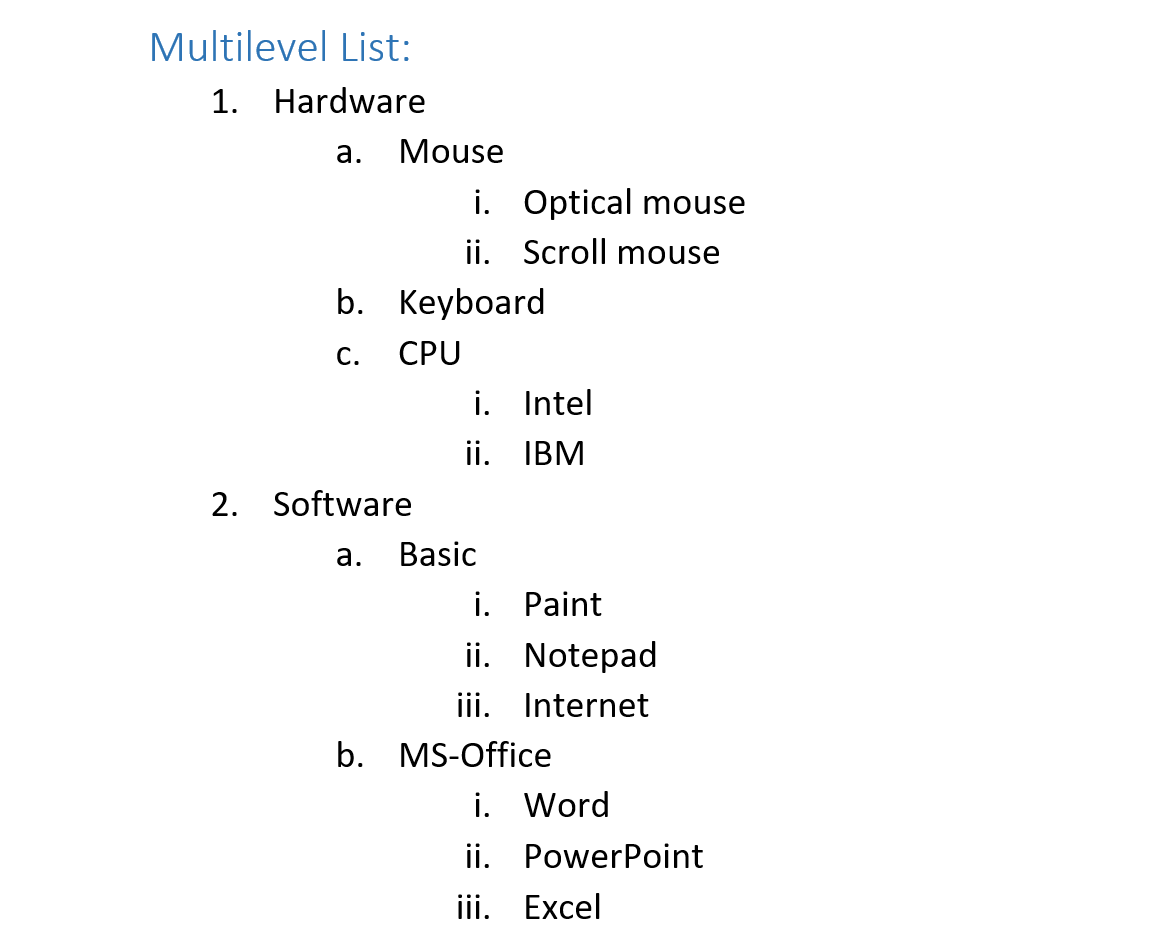 Multilevel List:
1. Hardware
a. Mouse
i. Optical mouse
ii. Scroll mouse
b. Keyboard
c. CPU
i. Intel
ii. IBM
2. Software
a. Basic
i. Paint
ii. Notepad
iii. Internet
b. MS-Office
i. Word
ii. PowerPoint
iii. Excel